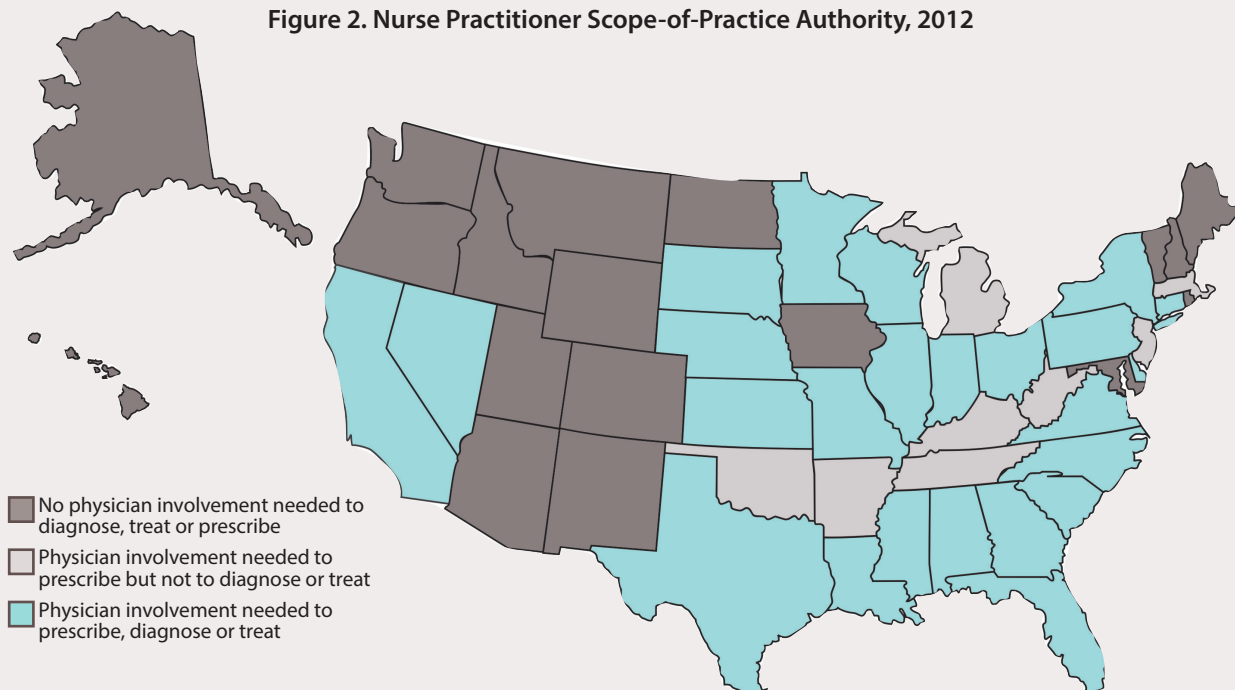 Figure 2. Nurse Practitioner Scope-of-Practice Authority, 2012
No physician involvement needed to
diagnose, treat or prescribe
Physician involvement needed to
prescribe but not to diagnose or treat
Physician involvement needed to
prescribe, diagnose or treat